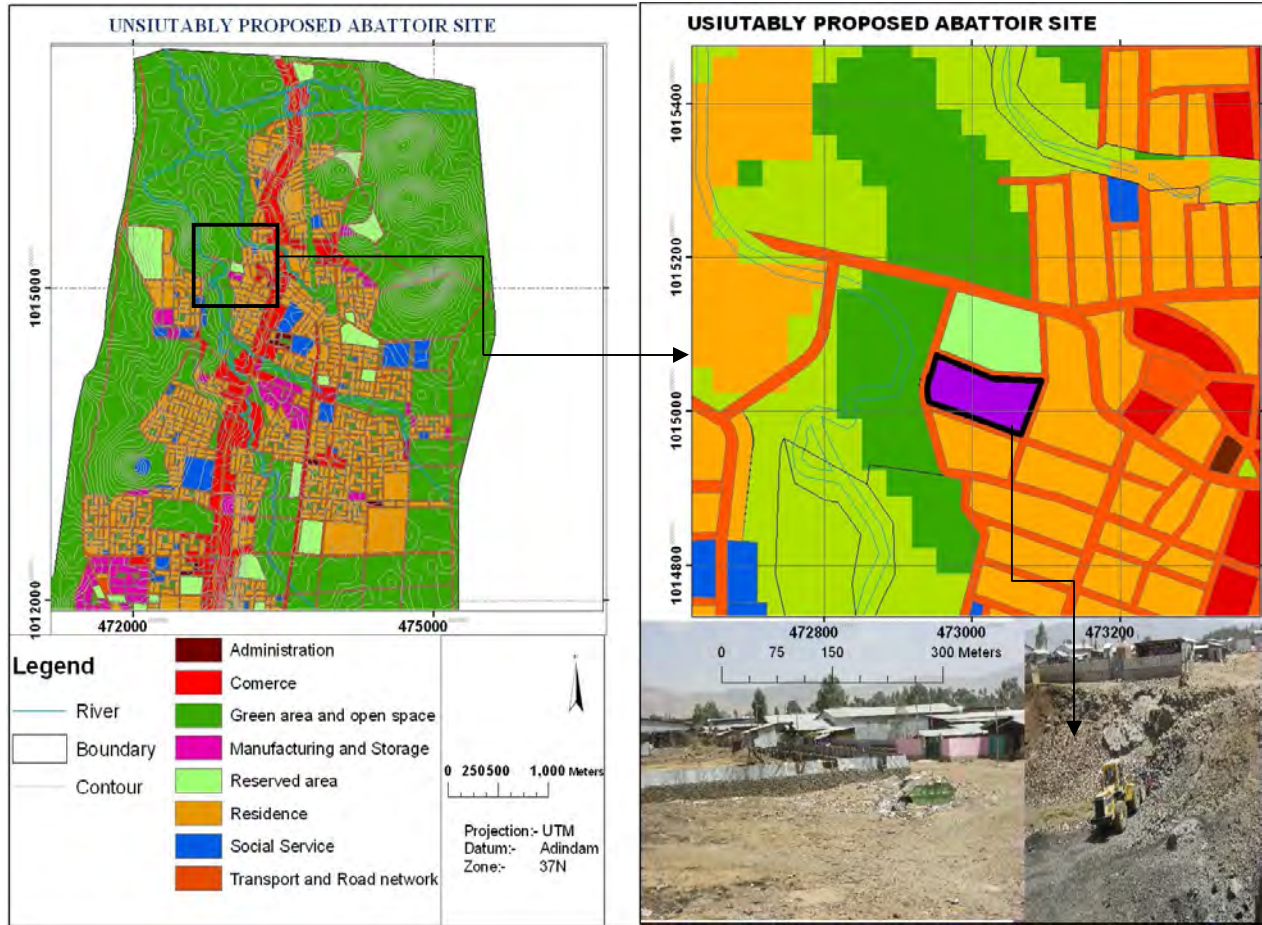 UNSIUTABLY PROPOSED ABATTOIR SITE
1015000
1012000
472000
475000
Legend
River
Boundary
Contour
Administration
Comerce
Green area and open space
Manufacturing and Storage
Reserved area
Residence
Social Service
Transport and Road network
0 250500 1,000 Meters
Projection:- UTM
Datum:- Adindam
Zone:- 37N
USIUTABLY PROPOSED ABATTOIR SITE
1015400
1015200
1015000
1014800
472800
473000
473200
0 75 150 300 Meters